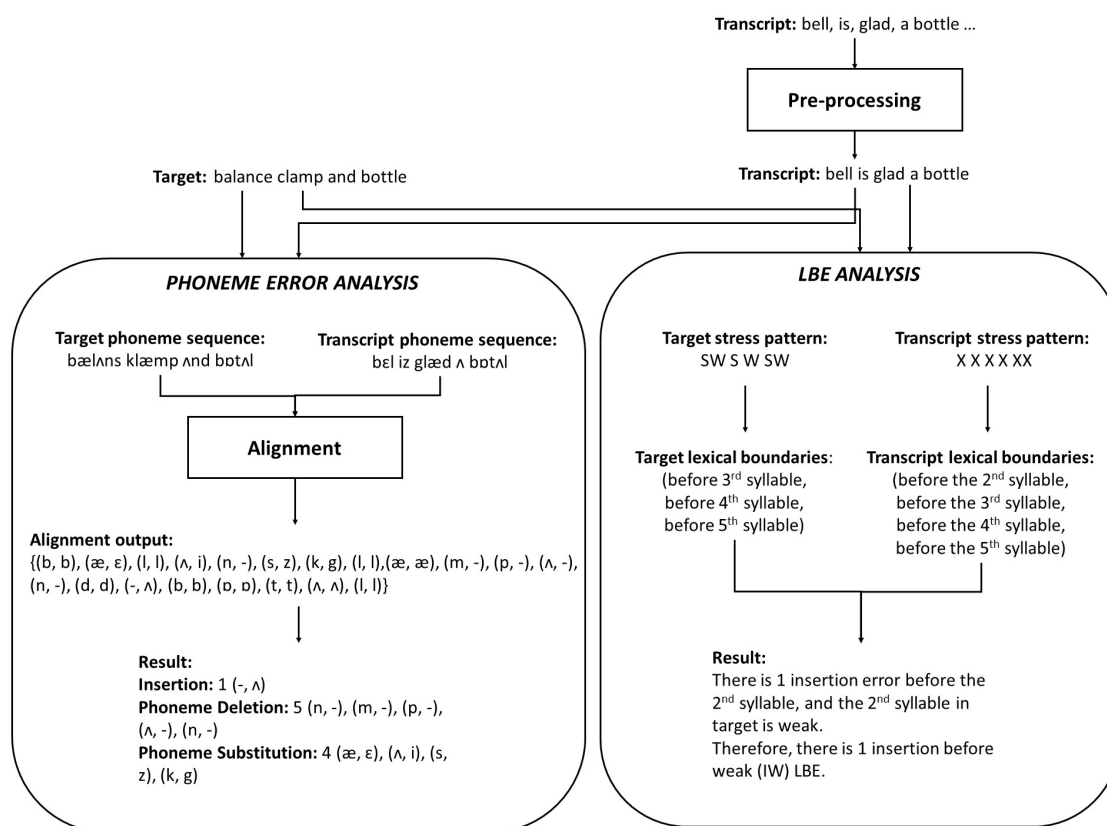 Transcript: bell, is, glad, a bottle ...
Pre-processing
Target: balance clamp and bottle
Transcript: bell is glad a bottle
PHONEME ERROR ANALYSIS
Target phoneme sequence:
bælʌns klæmp ʌnd bɒtʌl
Transcript phoneme sequence:
bɛl iz glæd ʌ bɒtʌl
Alignment
Alignment output:
{(b, b), (æ, ɛ), (l, l), (ʌ, i), (n, -), (s, z), (k, g), (l, l),(æ, æ), (m, -), (p, -), (ʌ, -),
(n, -), (d, d), (-, ʌ), (b, b), (ɒ, ɒ), (t, t), (ʌ, ʌ), (l, l)}
Result:
Insertion: 1 (-, ʌ)
Phoneme Deletion: 5 (n, -), (m, -), (p, -),
(ʌ, -), (n, -)
Phoneme Substitution: 4 (æ, ɛ), (ʌ, i), (s,
z), (k, g)
LBE ANALYSIS
Target stress pattern:
SW S W SW
Transcript stress pattern:
X X X X XX
Target lexical boundaries:
(before 3rd syllable,
before 4th syllable,
before 5th syllable)
Transcript lexical boundaries:
(before the 2nd syllable,
before the 3rd syllable,
before the 4th syllable,
before the 5th syllable)
Result:
There is 1 insertion error before the
2nd syllable, and the 2nd syllable in
target is weak.
Therefore, there is 1 insertion before
weak (IW) LBE.